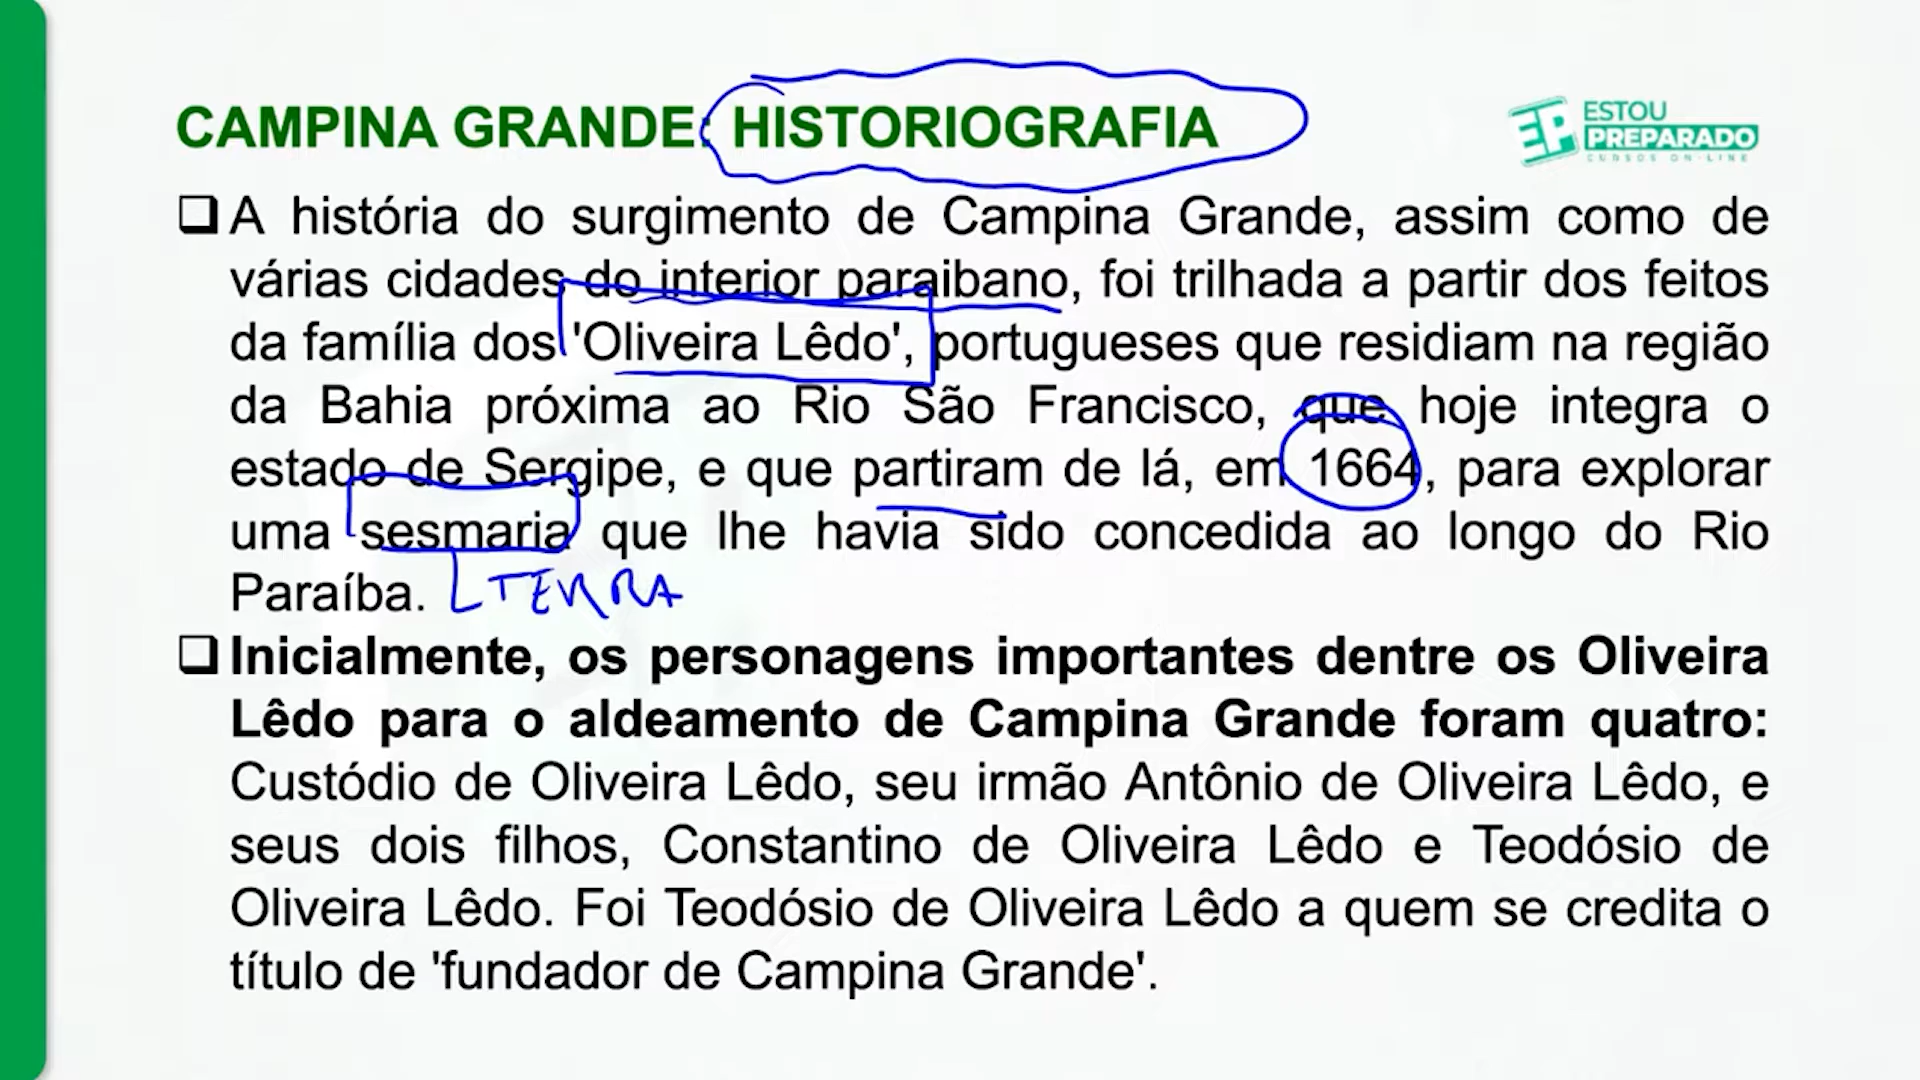 CAMPINA GRANDE: HISTORIOGRAFIA
EP ESTOU
PREPARADO
CURSOS ON-LINE
A história do surgimento de Campina Grande, assim como de
várias cidades do interior paraibano, foi trilhada a partir dos feitos
da família dos 'Oliveira Lêdo', portugueses que residiam na região
da Bahia próxima ao Rio São Francisco, que hoje integra o
estado de Sergipe, e que partiram de lá, em 1664, para explorar
uma sesmaria que lhe havia sido concedida ao longo do Rio
Paraíba. TERRA
Inicialmente, os personagens importantes dentre os Oliveira
Lêdo para o aldeamento de Campina Grande foram quatro:
Custódio de Oliveira Lêdo, seu irmão Antônio de Oliveira Lêdo, e
seus dois filhos, Constantino de Oliveira Lêdo e Teodósio de
Oliveira Lêdo. Foi Teodósio de Oliveira Lêdo a quem se credita o
título de 'fundador de Campina Grande'.